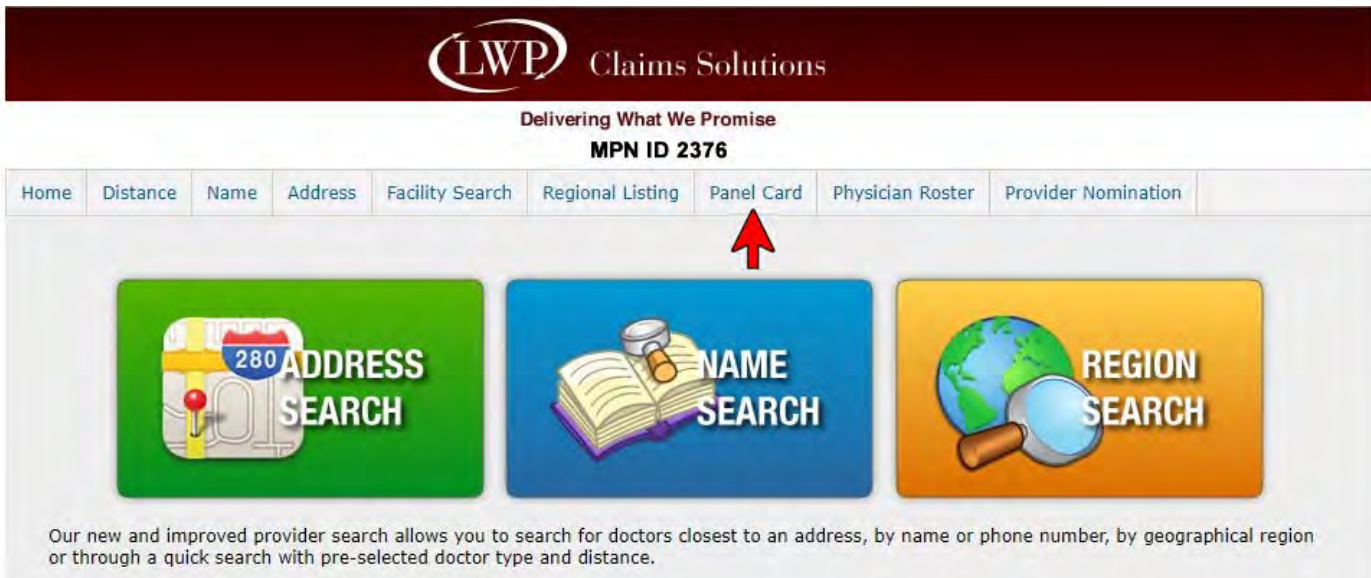 LWP Claims Solutions
Delivering What We Promise
MPN ID 2376
Home Distance Name Address Facility Search Regional Listing Panel Card Physician Roster Provider Nomination
280
ADDRESS
SEARCH
NAME
SEARCH
REGION
SEARCH
Our new and improved provider search allows you to search for doctors closest to an address, by name or phone number, by geographical region
or through a quick search with pre-selected doctor type and distance.